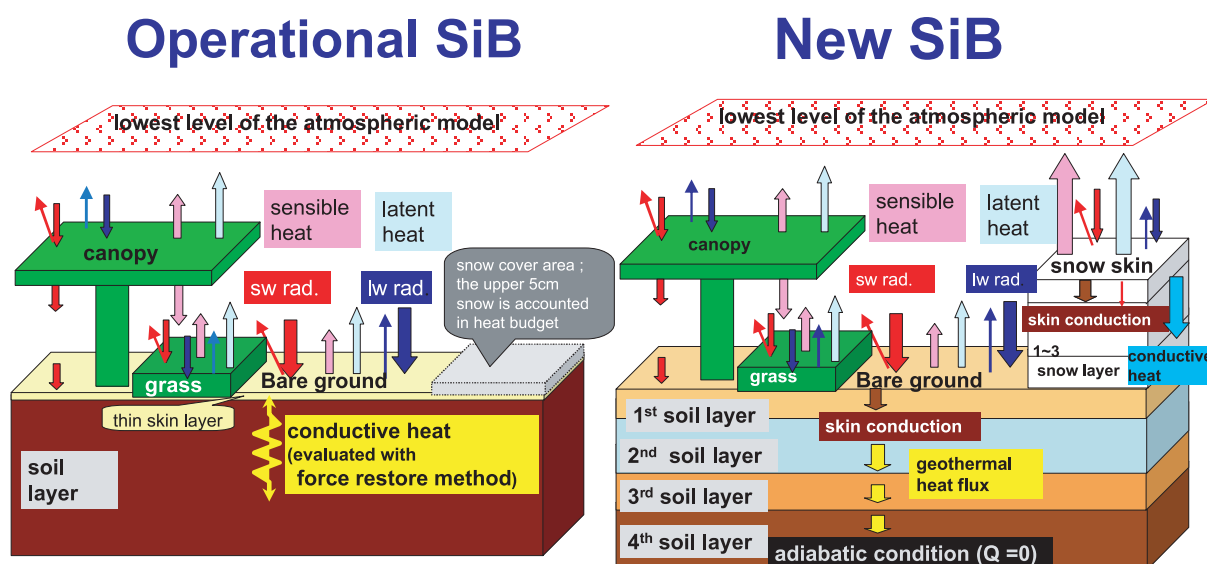 Operational SiB
lowest level of the atmospheric model
sensible
heat
latent
heat
canopy
snow cover area ;
the upper 5cm
snow is accounted
in heat budget
sw rad.
lw rad.
grass
Bare ground
thin skin layer
conductive heat
(evaluated with
force restore method)
soil
layer
New SiB
lowest level of the atmospheric model
sensible
heat
latent
heat
canopy
snow skin
sw rad.
lw rad.
skin conduction
1~3
snow layer
conductive
heat
grass
Bare ground
1st soil layer
skin conduction
2nd soil layer
geothermal
heat flux
3rd soil layer
4th soil layer
adiabatic condition (Q =0)